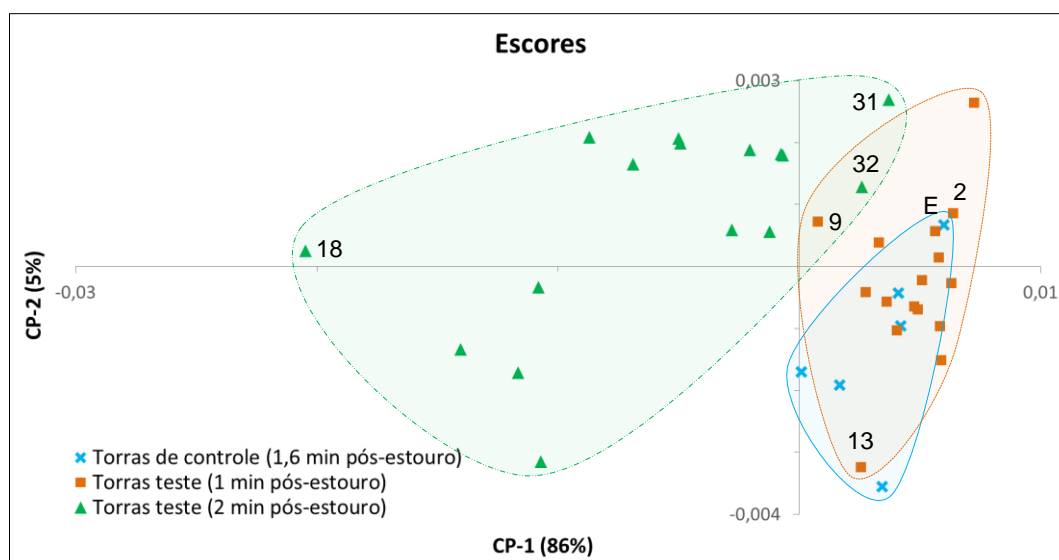 Escores
0,003
31
32
E
2
9
18
-0,03
0,01
CP-2 (5%)
13
Torras de controle (1,6 min pós-estouro)
Torras teste (1 min pós-estouro)
Torras teste (2 min pós-estouro)
-0,004
CP-1 (86%)